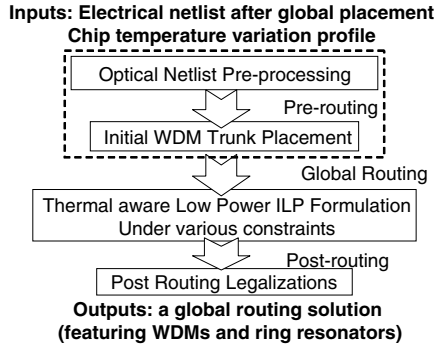 Inputs: Electrical netlist after global placement
Chip temperature variation profile
Optical Netlist Pre-processing
Pre-routing
Initial WDM Trunk Placement
Global Routing
Thermal aware Low Power ILP Formulation
Under various constraints
Post-routing
Post Routing Legalizations
Outputs: a global routing solution
(featuring WDMs and ring resonators)